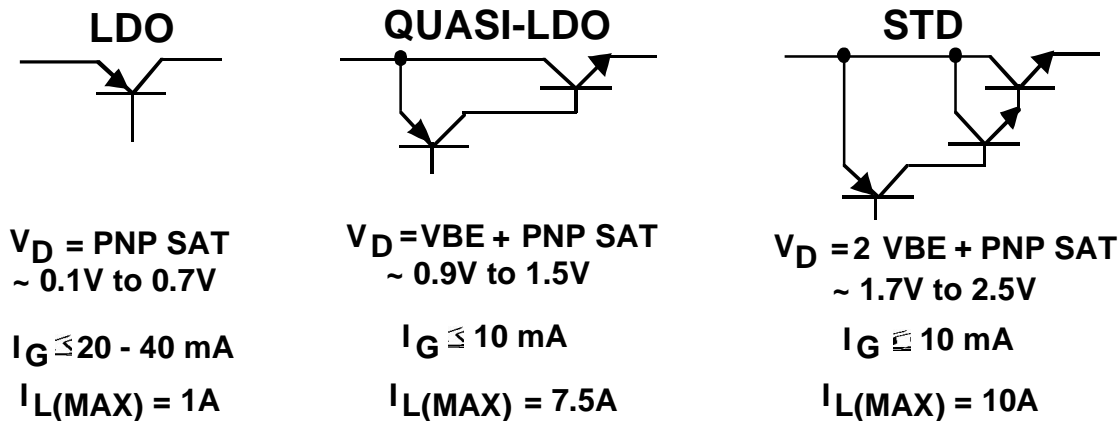 LDO
QUASI-LDO
STD
VD = PNP SAT
~ 0.1V to 0.7V
IG ≤ 20 - 40 mA
IL(MAX) = 1A
VD = VBE + PNP SAT
~ 0.9V to 1.5V
IG ≤ 10 mA
IL(MAX) = 7.5A
VD = 2 VBE + PNP SAT
~ 1.7V to 2.5V
IG ≦ 10 mA
IL(MAX) = 10A